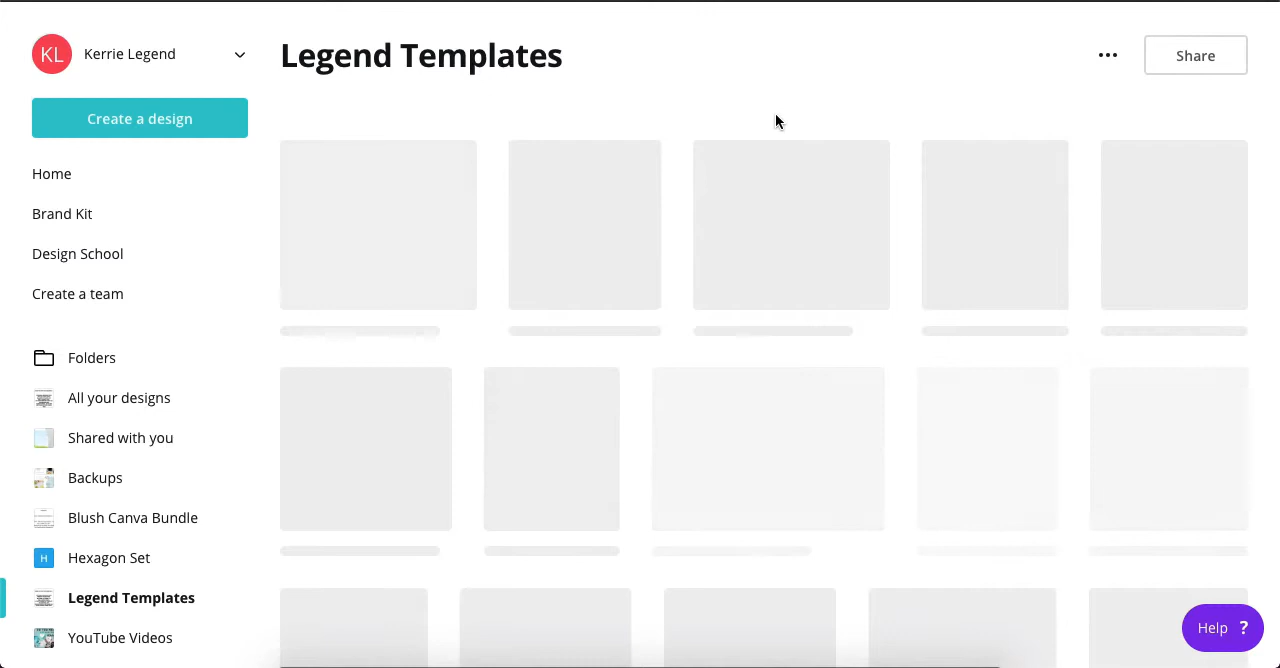 KL
Kerrie Legend
Legend Templates
Share
Create a design
Home
Brand Kit
Design School
Create a team
Folders
All your designs
Shared with you
Backups
Blush Canva Bundle
H
Hexagon Set
Legend Templates
YouTube Videos
Help ?